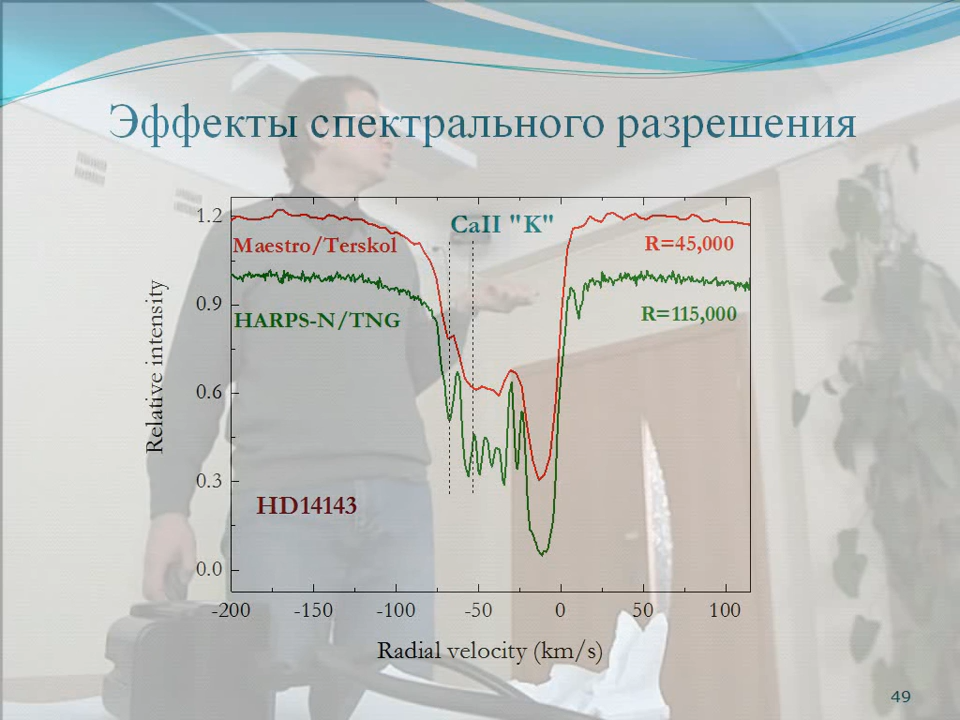 Эффекты спектрального разрешения
CaII "K"
Maestro/Terskol
R=45,000
HARPS-N/TNG
R=115,000
HD14143
Relative intensity
1.2
0.9
0.6
0.3
0.0
-200 -150 -100 -50 0 50 100
Radial velocity (km/s)
49